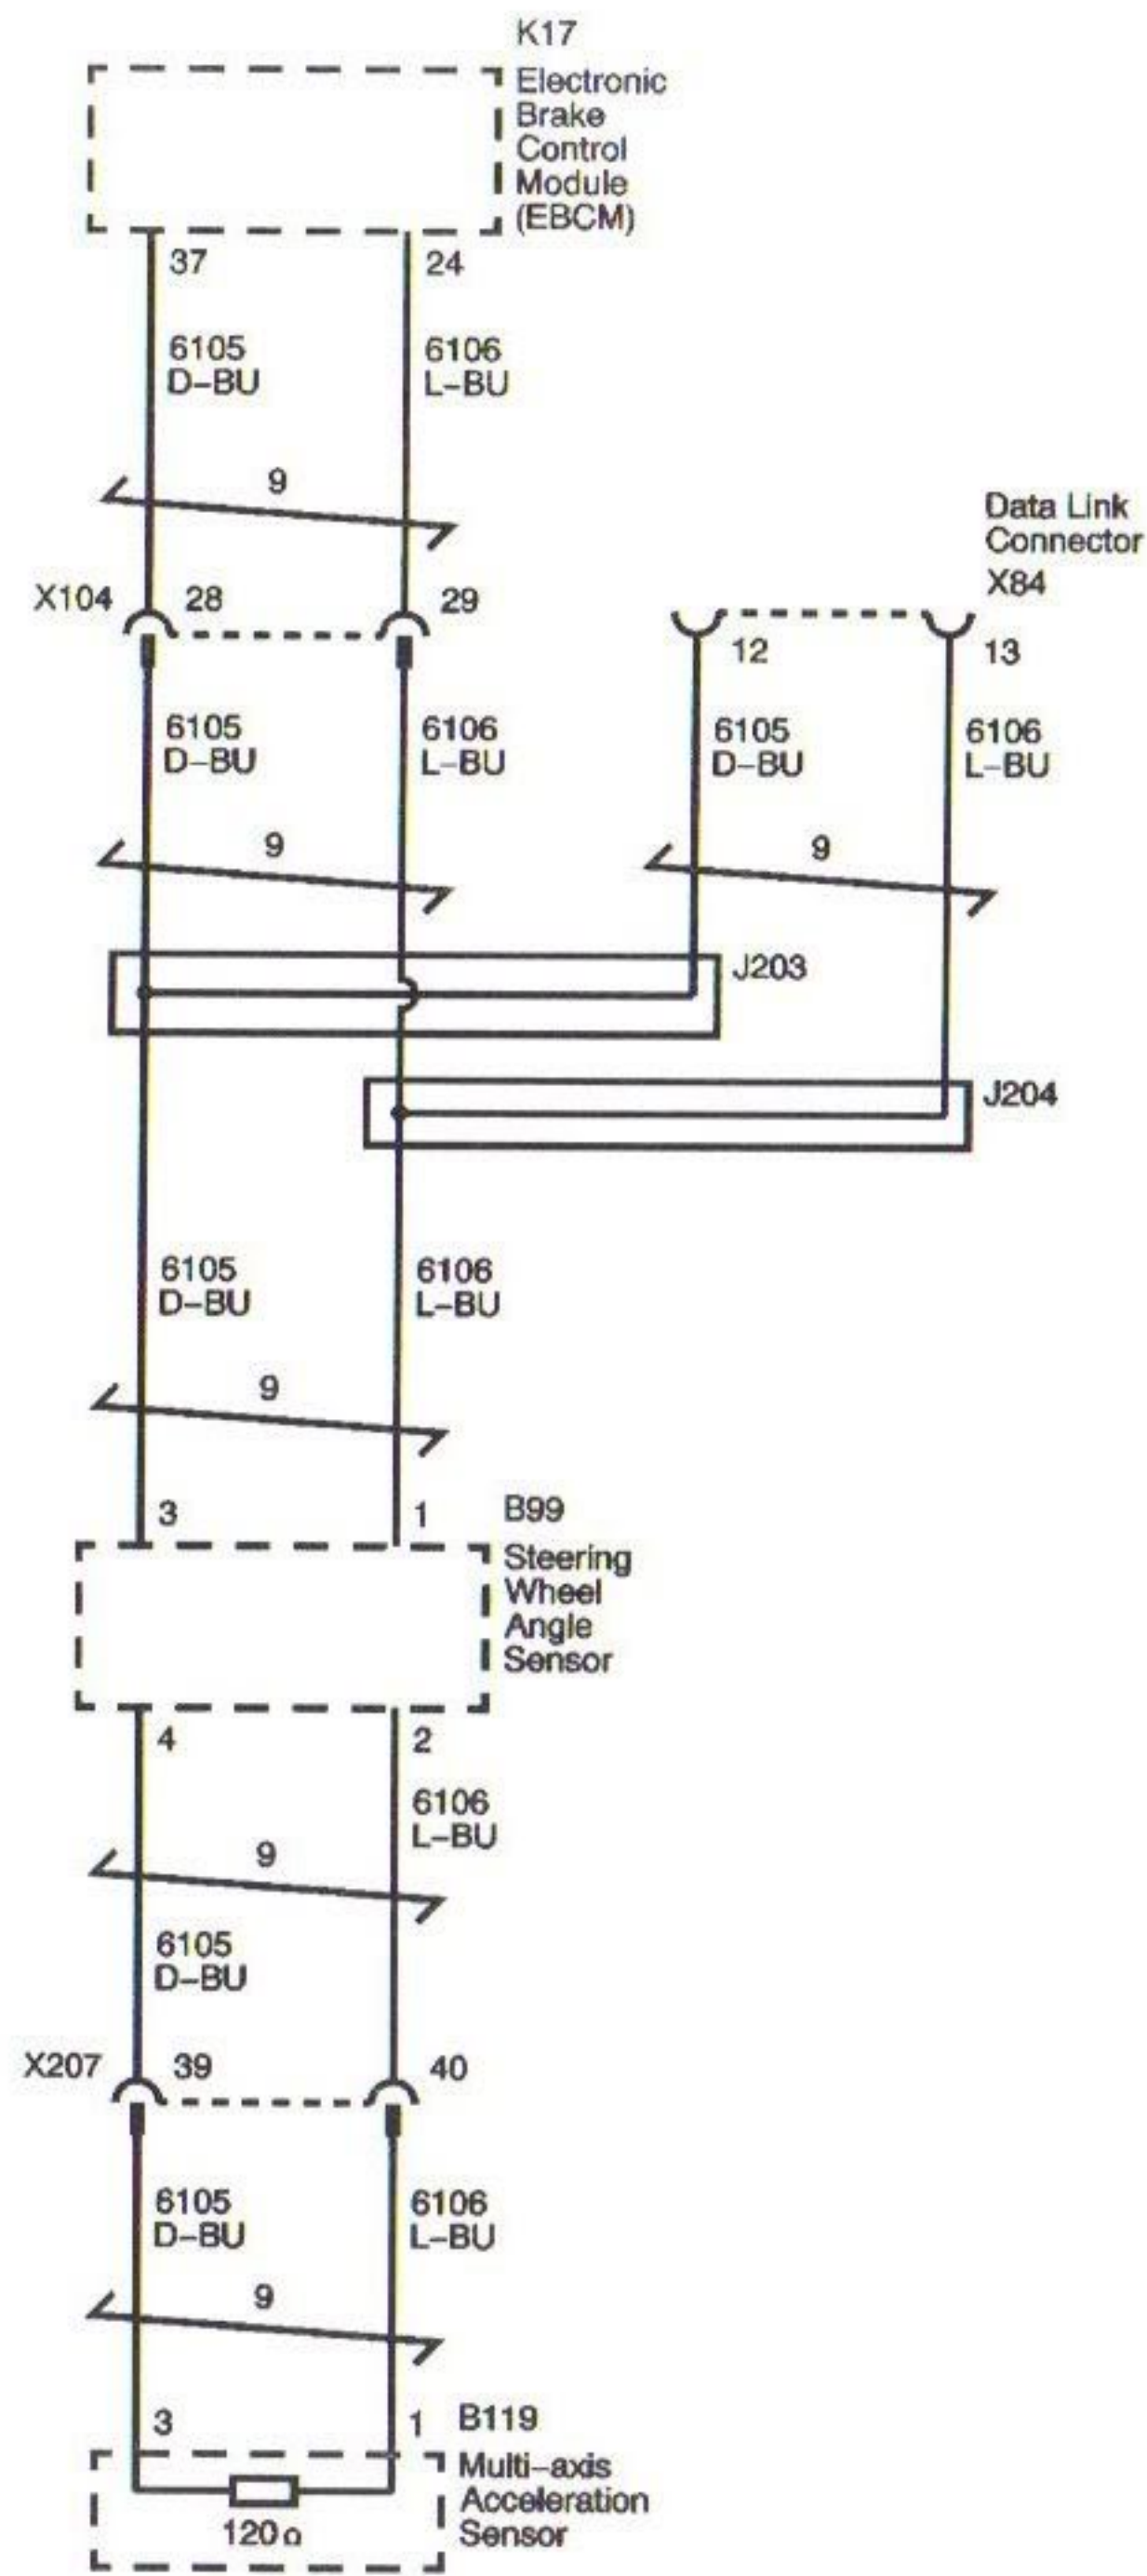 K17
Electronic
Brake
Control
Module
(EBCM)
37
24
6105
D-BU
6106
L-BU
9
Data Link
Connector
X84
X104
28
29
12
13
6105
D-BU
6106
L-BU
6105
D-BU
6106
L-BU
9
9
J203
J204
6105
D-BU
6106
L-BU
9
3
1
B99
Steering
Wheel
Angle
Sensor
4
2
6106
L-BU
9
6105
D-BU
X207
39
40
6105
D-BU
6106
L-BU
9
3
1
B119
Multi-axis
Acceleration
Sensor
120Ω